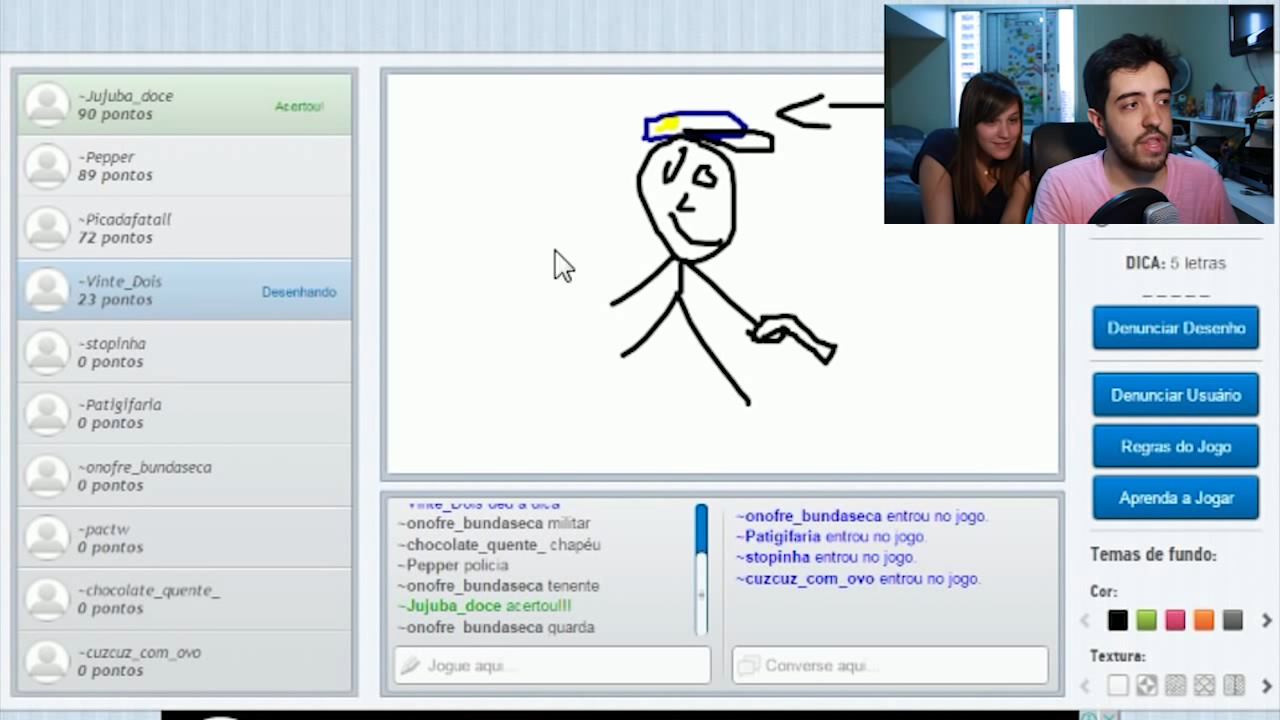 ~Jujuba_doce
90 pontos
Acertou!
~Pepper
89 pontos
~Picadafatall
72 pontos
~Vinte_Dois
23 pontos
Desenhando
~stopinha
0 pontos
~Patigifaria
0 pontos
~onofre_bundaseca
0 pontos
~pactw
0 pontos
~chocolate_quente_
0 pontos
~cuzcuz_com_ovo
0 pontos
Vinte_Dois deu a dica
~onofre_bundaseca militar
~chocolate_quente_ chapéu
~Pepper policia
~onofre_bundaseca tenente
~Jujuba_doce acertou!!!
~onofre_bundaseca guarda
Jogue aqui...
~onofre_bundaseca entrou no jogo.
~Patigifaria entrou no jogo.
~stopinha entrou no jogo.
~cuzcuz_com_ovo entrou no jogo.
Converse aqui...
DICA: 5 letras
_ _ _ _ _
Denunciar Desenho
Denunciar Usuário
Regras do Jogo
Aprenda a Jogar
Temas de fundo:
Cor:
Textura: